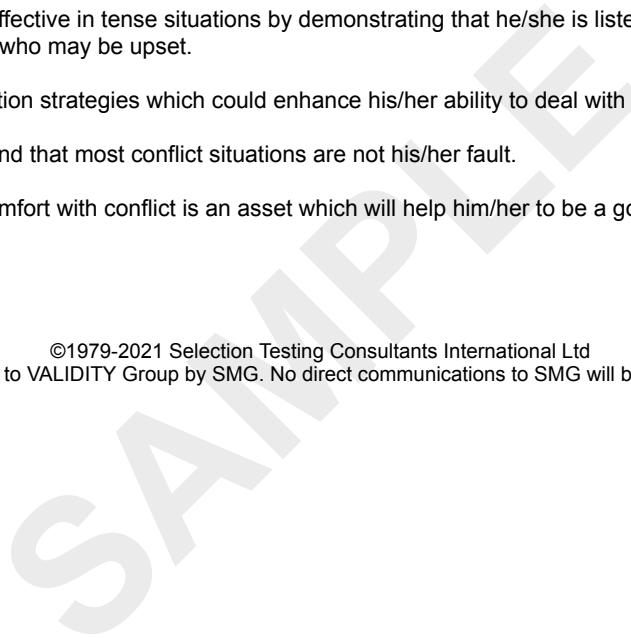 ffective in tense situations by demonstrating that he/she is liste
who may be upset.
tion strategies which could enhance his/her ability to deal with
nd that most conflict situations are not his/her fault.
mfort with conflict is an asset which will help him/her to be a go
©1979-2021 Selection Testing Consultants International Ltd
to VALIDITY Group by SMG. No direct communications to SMG will b
SAMPLE